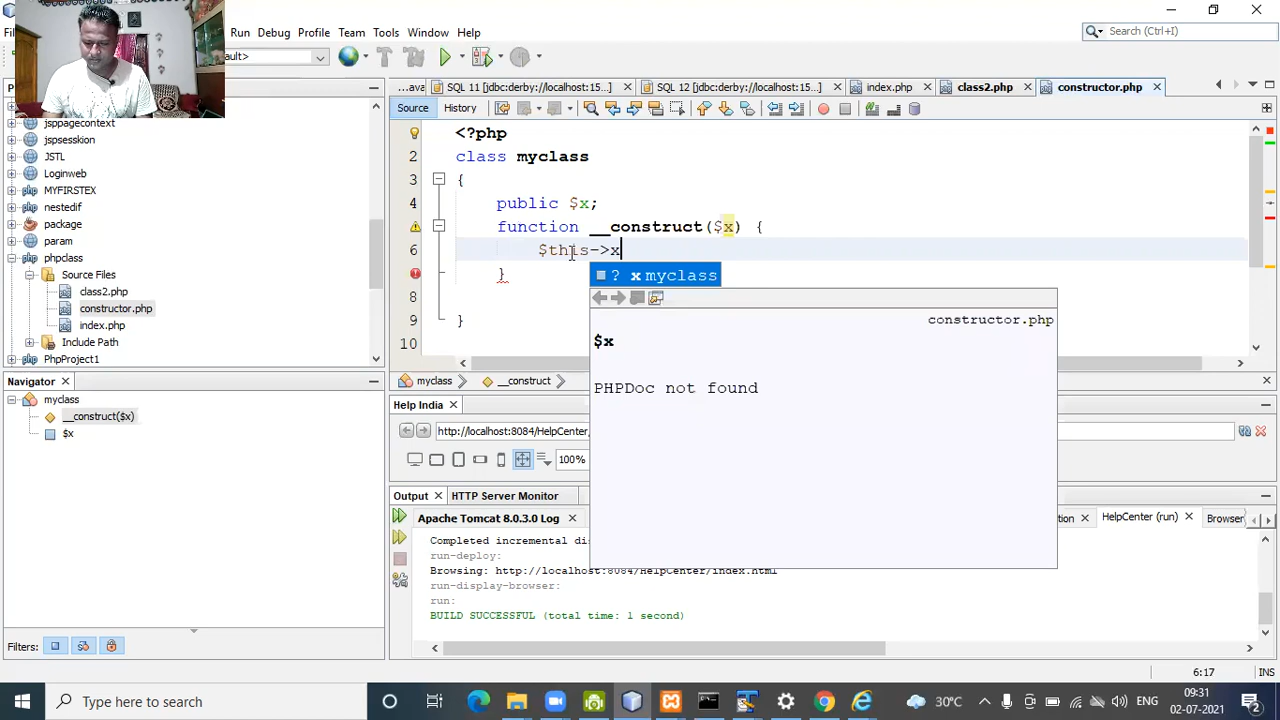 Run Debug Profile Team Tools Window Help
Search (Ctrl+I)
ault>
...ava SQL 11 [jdbc:derby://localhost:15... SQL 12 [jdbc:derby://localhost:15... index.php class2.php constructor.php
Source History
jsppagecontext
jspsesskion
JSTL
Loginweb
MYFIRSTEX
nestedif
package
param
phpclass
Source Files
class2.php
constructor.php
index.php
Include Path
PhpProject1
<?php
2 class myclass
3 {
4 public $x;
function __construct($x) {
6 $this->x
}
8
9 }
10
? x myclass
constructor.php
$x
PHPDoc not found
myclass __construct
Navigator
myclass
__construct($x)
$x
Filters:
Help India
http://localhost:8084/HelpCenter,
100%
Output HTTP Server Monitor
Apache Tomcat 8.0.3.0 Log
tion HelpCenter (run) Browser
Completed incremental di
run-deploy:
Browsing: http://localhost:8084/HelpCenter/index.html
run-display-browser:
run:
BUILD SUCCESSFUL (total time: 1 second)
6:17 INS
Type here to search
30°C ENG
09:31
02-07-2021
2